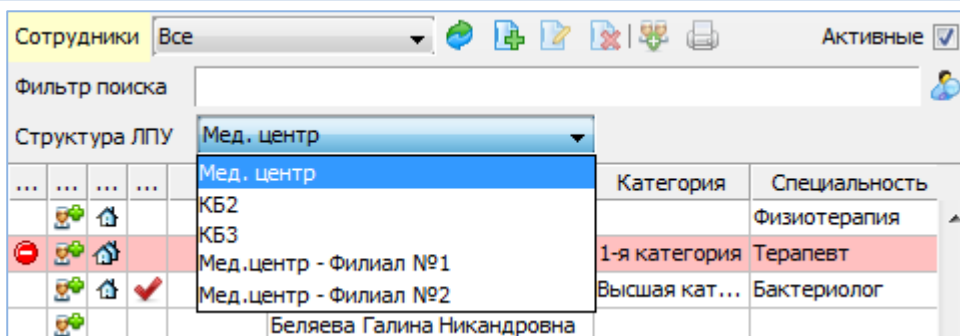 Сотрудники Все Активные
Фильтр поиска
Структура ЛПУ Мед. центр
... ... ... ... Категория Специальность
Мед. центр
КБ2
КБ3
Мед.центр - Филиал №1
Мед.центр - Филиал №2
Физиотерапия
1-я категория Терапевт
Высшая кат... Бактериолог
Беляева Галина Никандровна